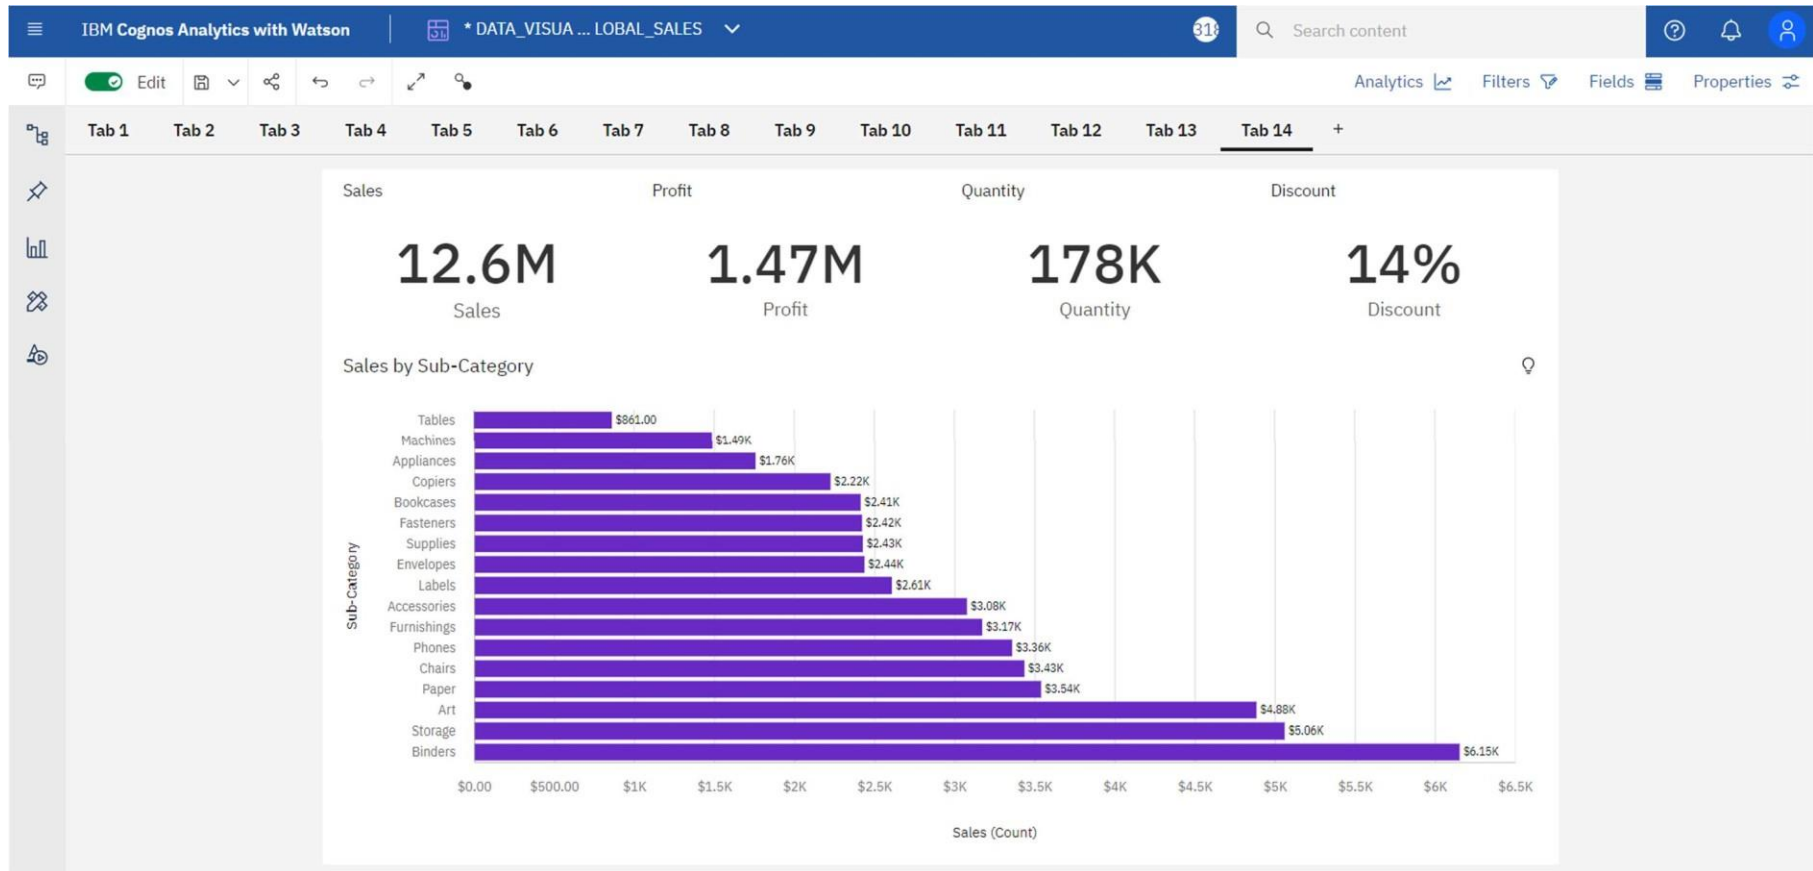 IBM Cognos Analytics with Watson
* DATA_VISUA ... LOBAL_SALES
Search content
Edit
Analytics
Filters
Fields
Properties
Tab 1
Tab 2
Tab 3
Tab 4
Tab 5
Tab 6
Tab 7
Tab 8
Tab 9
Tab 10
Tab 11
Tab 12
Tab 13
Tab 14
+
Sales
Profit
Quantity
Discount
12.6M
1.47M
178K
14%
Sales
Profit
Quantity
Discount
Sales by Sub-Category
Sub-Category
Tables $861.00
Machines $1.49K
Appliances $1.76K
Copiers $2.22K
Bookcases $2.41K
Fasteners $2.42K
Supplies $2.43K
Envelopes $2.44K
Labels $2.61K
Accessories $3.08K
Furnishings $3.17K
Phones $3.36K
Chairs $3.43K
Paper $3.54K
Art $4.88K
Storage $5.06K
Binders $6.15K
$0.00 $500.00 $1K $1.5K $2K $2.5K $3K $3.5K $4K $4.5K $5K $5.5K $6K $6.5K
Sales (Count)